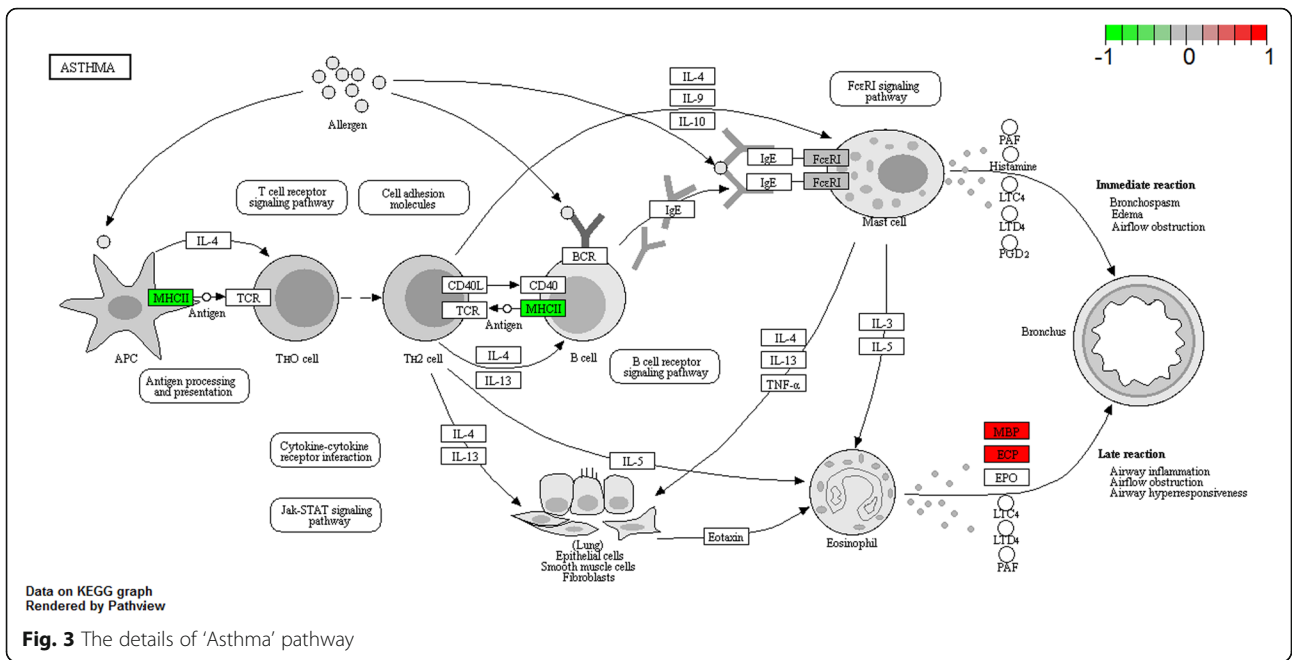 ASTHMA
-1 0 1
Allergen
IL-4
IL-9
IL-10
FcεRI signaling
pathway
T cell receptor
signaling pathway
Cell adhesion
molecules
IgE
FcεRI
IgE
FcεRI
IgE
Mast cell
PAF
Histamine
LTC4
LTD4
PGD2
Immediate reaction
Bronchospasm
Edema
Airflow obstruction
IL-4
BCR
MHCII
TCR
Antigen
APC
TH0 cell
CD40L
CD40
TCR
MHCII
Antigen
TH2 cell
B cell
IL-4
IL-13
B cell receptor
signaling pathway
Antigen processing
and presentation
IL-4
IL-13
TNF-α
IL-3
IL-5
Bronchus
Cytokine-cytokine
receptor interaction
Jak-STAT signaling
pathway
IL-4
IL-13
IL-5
(Lung)
Epithelial cells
Smooth muscle cells
Fibroblasts
Eotaxin
Eosinophil
MBP
ECP
EPO
LTC4
LTD4
PAF
Late reaction
Airway inflammation
Airflow obstruction
Airway hyperresponsiveness
Data on KEGG graph
Rendered by Pathview
Fig. 3 The details of 'Asthma' pathway